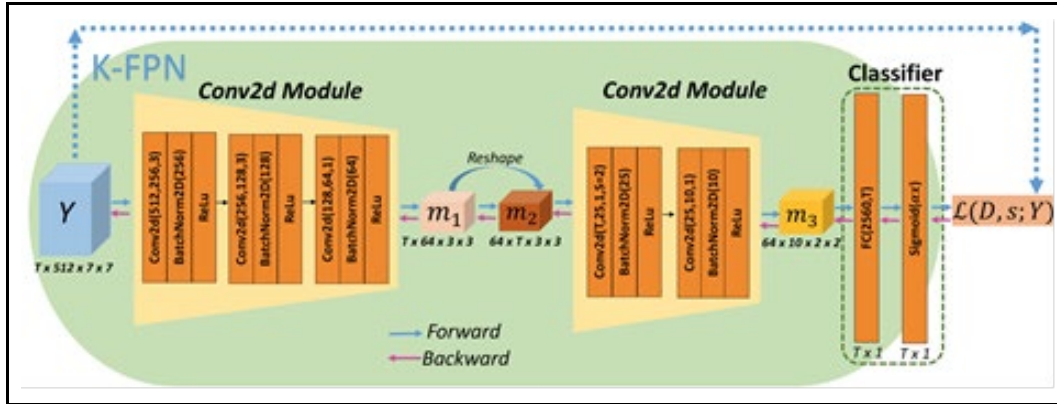 K-FPN
Conv2d Module
Conv2d Module
Classifier
Y
T x 512 x 7 x 7
Conv2d(512,256,3)
BatchNorm2D(256)
ReLu
Conv2d(256,128,3)
BatchNorm2D(128)
ReLu
Conv2d(128,64,1)
BatchNorm2D(64)
ReLu
Reshape
m₁
T x 64 x 3 x 3
m₂
64 x T x 3 x 3
Conv2d(T,25,1,S=2)
BatchNorm2D(25)
ReLu
Conv2d(25,10,1)
BatchNorm2D(10)
ReLu
m₃
64 x 10 x 2 x 2
FC(2560,T)
T x 1
Sigmoid(αx)
T x 1
ℒ(D, s; Y)
Forward
Backward